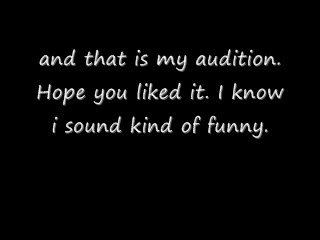 and that is my audition.
Hope you liked it. I know
i sound kind of funny.